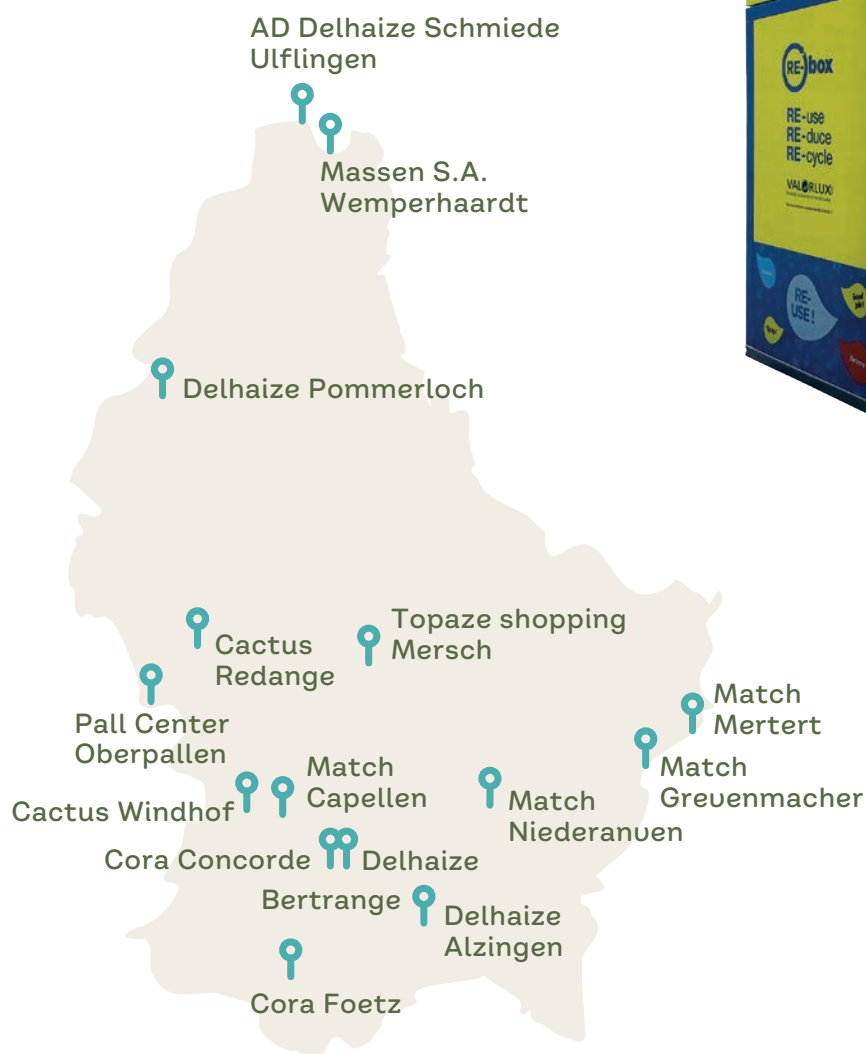 AD Delhaize Schmiede
Ulflingen
Massen S.A.
Wemperhaardt
RE-box
RE-use
RE-duce
RE-cycle
VALORLUX
RE-
USE!
Delhaize Pommerloch
Cactus
Redange
Topaze shopping
Mersch
Pall Center
Oberpallen
Match
Mertert
Match
Grevenmacher
Match
Capellen
Cactus Windhof
Match
Niederanven
Cora Concorde
Delhaize
Bertrange
Delhaize
Alzingen
Cora Foetz